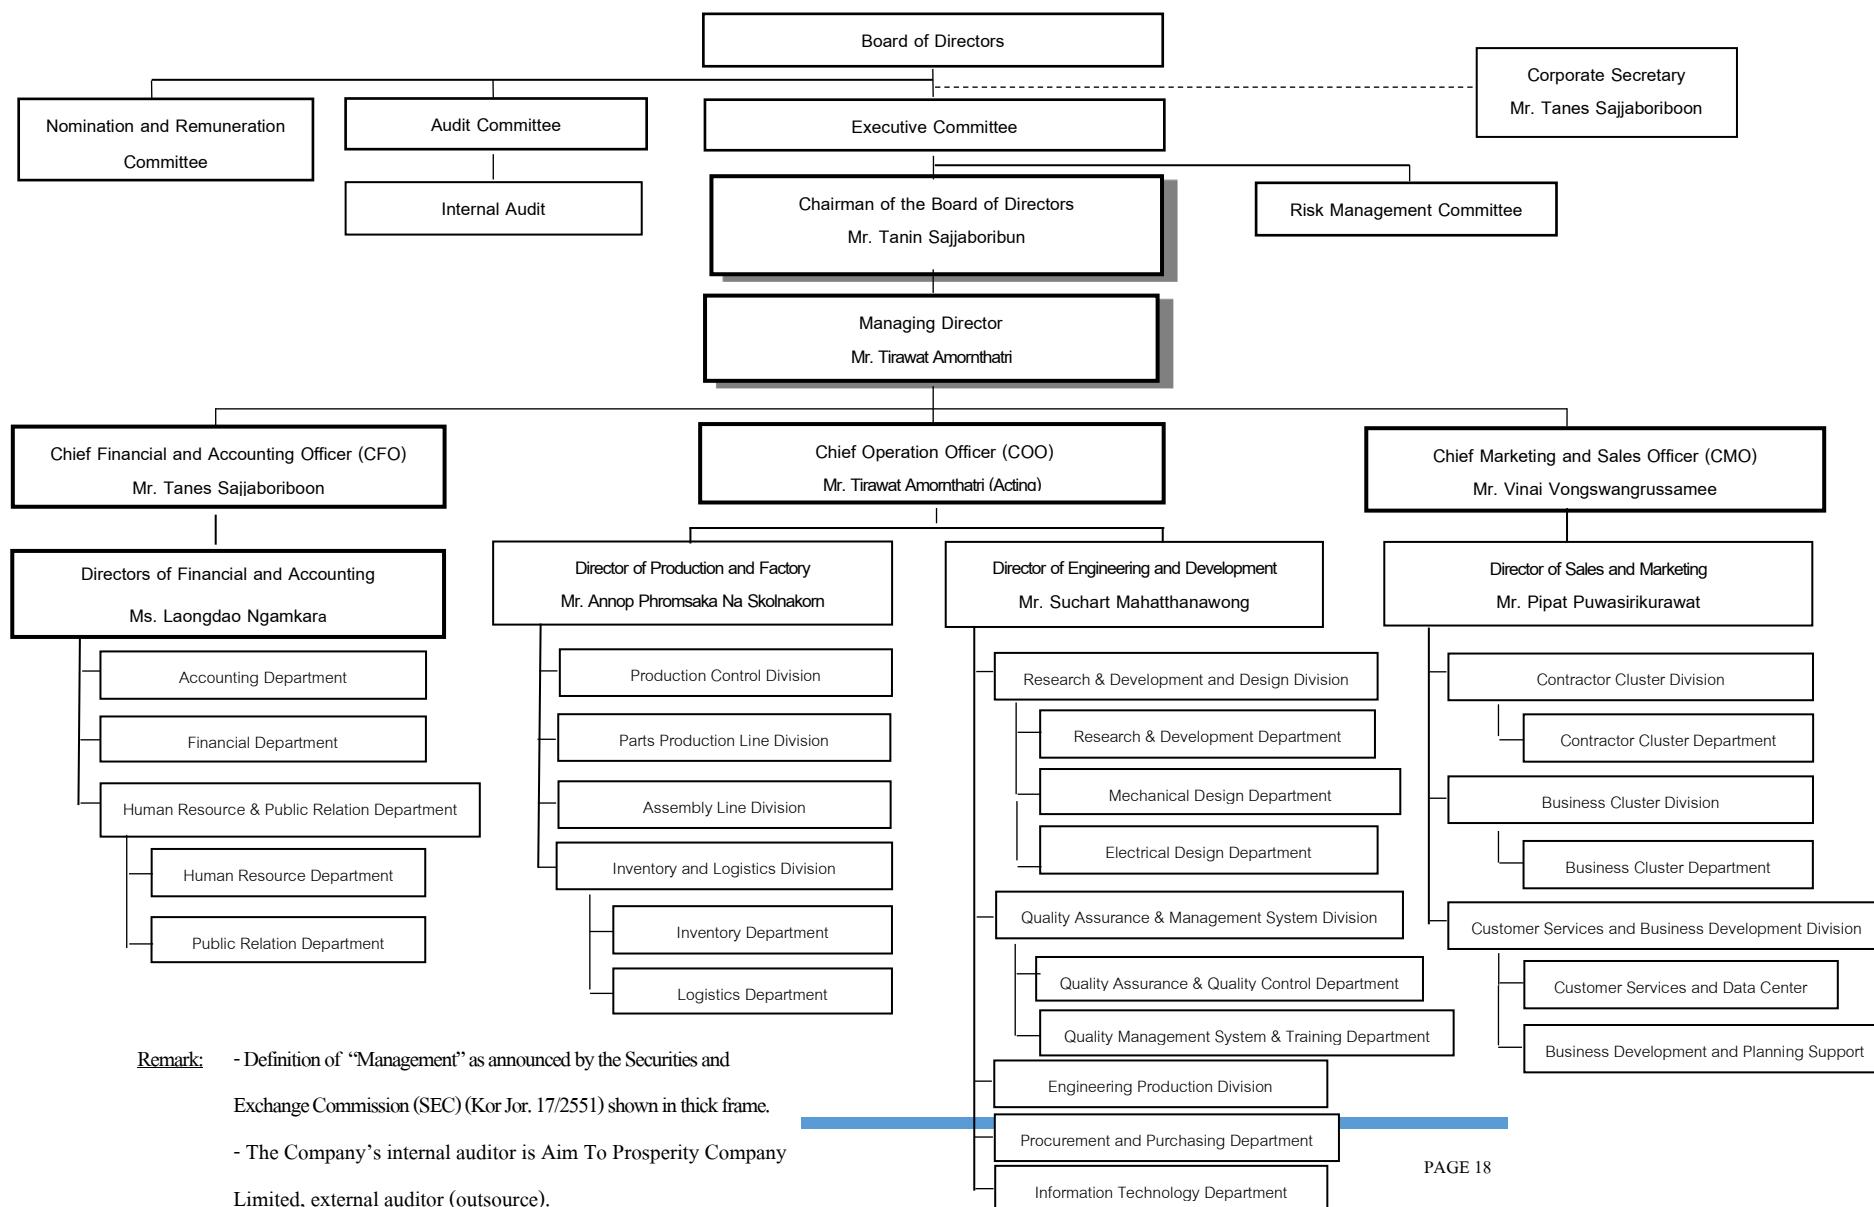 Board of Directors
Corporate Secretary
Mr. Tanes Sajjaboriboon
Nomination and Remuneration
Committee
Audit Committee
Executive Committee
Internal Audit
Chairman of the Board of Directors
Mr. Tanin Sajjaboribun
Risk Management Committee
Managing Director
Mr. Tirawat Amornthatri
Chief Financial and Accounting Officer (CFO)
Mr. Tanes Sajjaboriboon
Chief Operation Officer (COO)
Mr. Tirawat Amornthatri (Acting)
Chief Marketing and Sales Officer (CMO)
Mr. Vinai Vongswangrussamee
Directors of Financial and Accounting
Ms. Laongdao Ngamkara
Director of Production and Factory
Mr. Annop Phromsaka Na Skolnakorn
Director of Engineering and Development
Mr. Suchart Mahatthanawong
Director of Sales and Marketing
Mr. Pipat Puwasirikurawat
Accounting Department
Financial Department
Human Resource & Public Relation Department
Human Resource Department
Public Relation Department
Production Control Division
Parts Production Line Division
Assembly Line Division
Inventory and Logistics Division
Inventory Department
Logistics Department
Research & Development and Design Division
Research & Development Department
Mechanical Design Department
Electrical Design Department
Quality Assurance & Management System Division
Quality Assurance & Quality Control Department
Quality Management System & Training Department
Engineering Production Division
Procurement and Purchasing Department
Information Technology Department
Contractor Cluster Division
Contractor Cluster Department
Business Cluster Division
Business Cluster Department
Customer Services and Business Development Division
Customer Services and Data Center
Business Development and Planning Support
Remark: - Definition of “Management” as announced by the Securities and
Exchange Commission (SEC) (Kor Jor. 17/2551) shown in thick frame.
- The Company’s internal auditor is Aim To Prosperity Company
Limited, external auditor (outsource).
PAGE 18